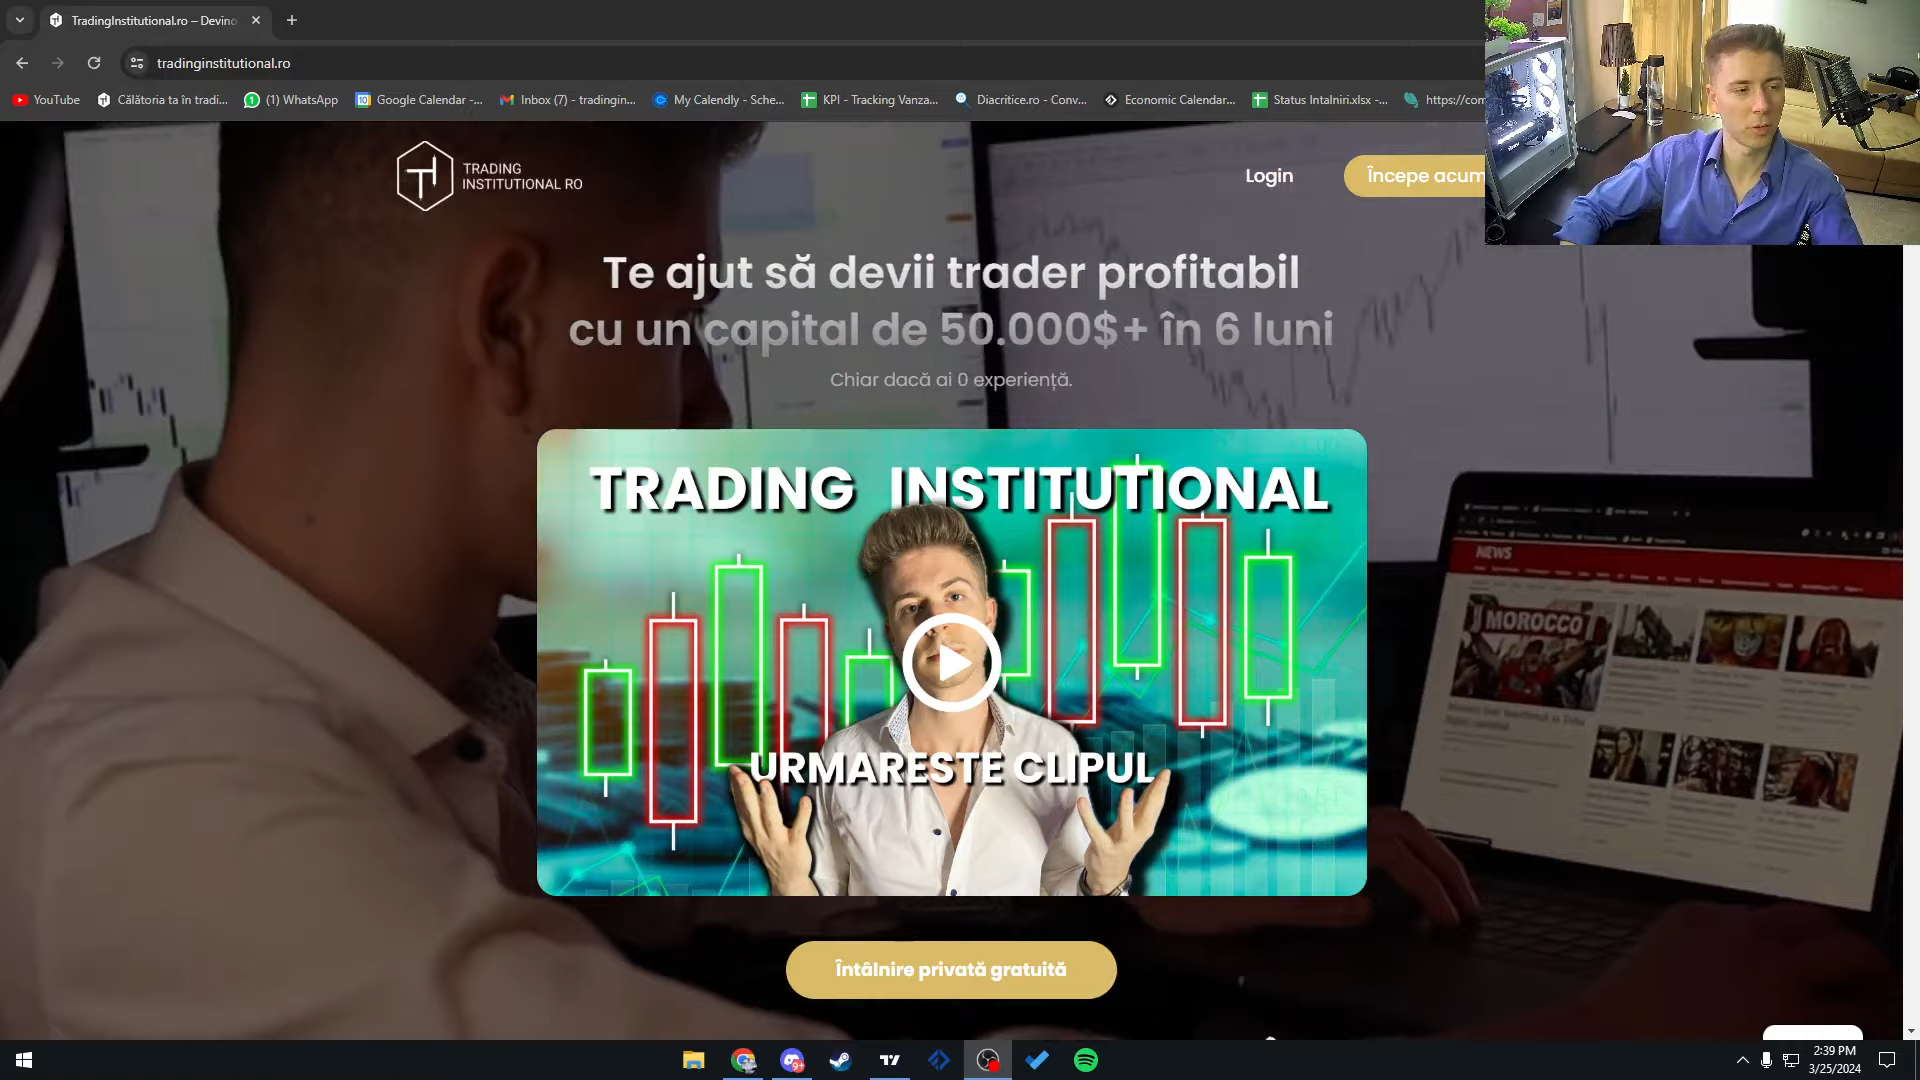 TradingInstitutional.ro – Devino
tradinginstitutional.ro
YouTube
Călătoria ta în tradi...
(1) WhatsApp
Google Calendar -...
Inbox (7) - tradingin...
My Calendly - Sche...
KPI - Tracking Vanza...
Diacritice.ro - Conv...
Economic Calendar...
Status Intalniri.xlsx -...
https://con
TRADING
INSTITUTIONAL RO
Login
Începe acum
Te ajut să devii trader profitabil
cu un capital de 50.000$+ în 6 luni
Chiar dacă ai 0 experiență.
TRADING INSTITUTIONAL
URMARESTE CLIPUL
NEWS
MOROCCO
Întâlnire privată gratuită
9+
2:39 PM
3/25/2024